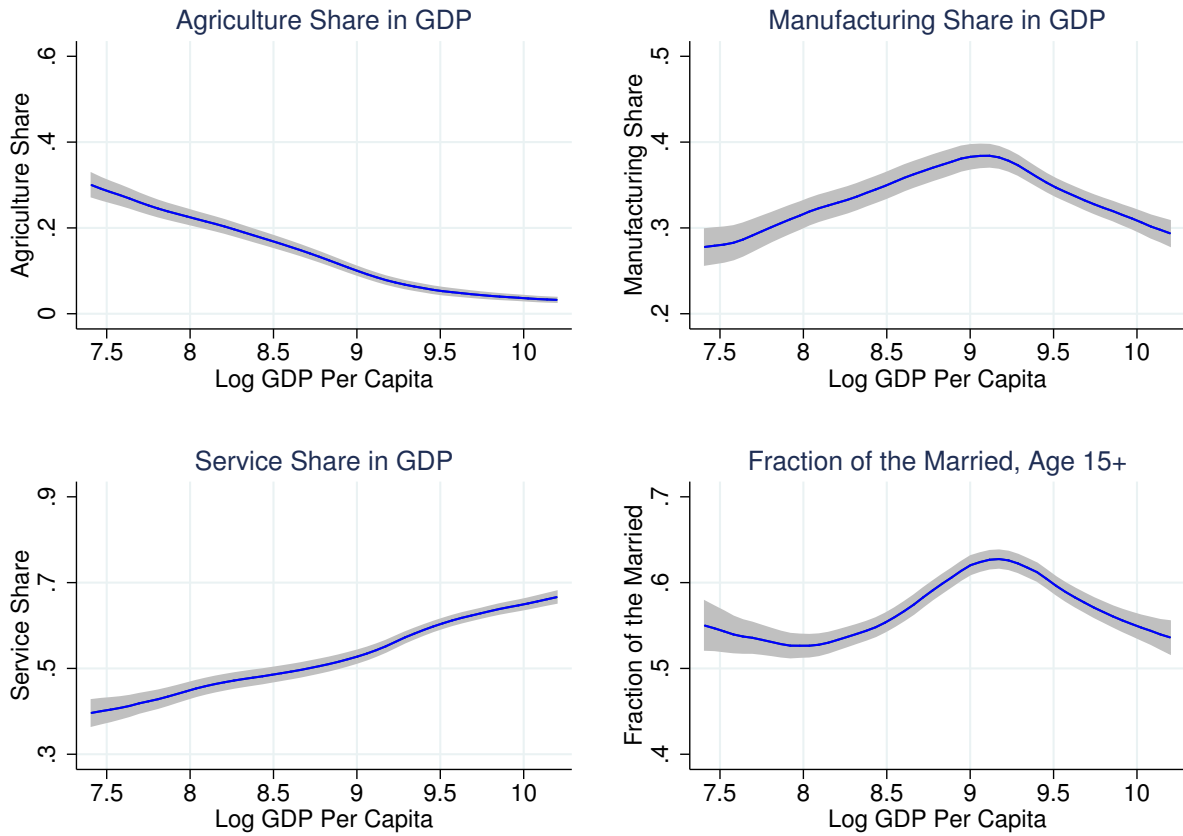 Agriculture Share in GDP
Agriculture Share
.6
.4
.2
0
7.5 8 8.5 9 9.5 10
Log GDP Per Capita
Manufacturing Share in GDP
Manufacturing Share
.5
.4
.3
.2
7.5 8 8.5 9 9.5 10
Log GDP Per Capita
Service Share in GDP
Service Share
.9
.7
.5
.3
7.5 8 8.5 9 9.5 10
Log GDP Per Capita
Fraction of the Married, Age 15+
Fraction of the Married
.7
.6
.5
.4
7.5 8 8.5 9 9.5 10
Log GDP Per Capita